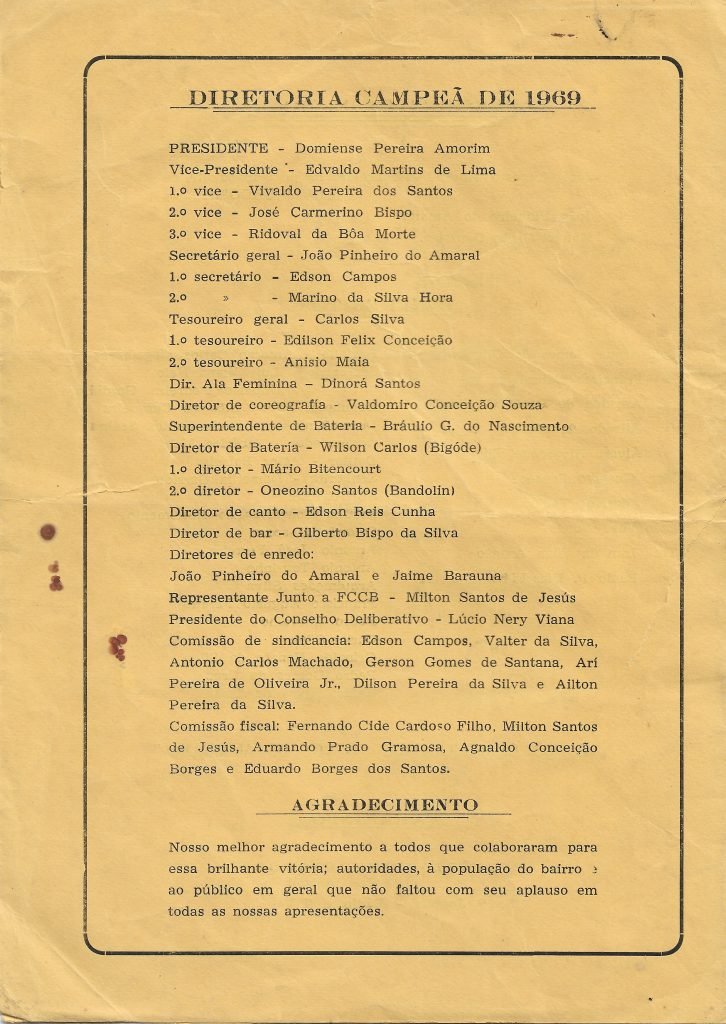 DIRETORIA CAMPEÃ DE 1969
PRESIDENTE - Domiense Pereira Amorim
Vice-Presidente - Edvaldo Martins de Lima
1.º vice - Vivaldo Pereira dos Santos
2.º vice - José Carmerino Bispo
3.º vice - Ridoval da Bôa Morte
Secretário geral - João Pinheiro do Amaral
1.º secretário - Edson Campos
2.º » - Marino da Silva Hora
Tesoureiro geral - Carlos Silva
1.º tesoureiro - Edilson Felix Conceição
2.º tesoureiro - Anisio Maia
Dir. Ala Feminina - Dinorá Santos
Diretor de coreografía - Valdomiro Conceição Souza
Superintendente de Bateria - Bráulio G. do Nascimento
Diretor de Batería - Wilson Carlos (Bigóde)
1.º diretor - Mário Bitencourt
2.º diretor - Oneozino Santos (Bandolin)
Diretor de canto - Edson Reis Cunha
Diretor de bar - Gilberto Bispo da Silva
Diretores de enredo:
João Pinheiro do Amaral e Jaime Barauna
Representante Junto a FCCB - Milton Santos de Jesús
Presidente do Conselho Deliberativo - Lúcio Nery Viana
Comissão de sindicancia: Edson Campos, Valter da Silva,
Antonio Carlos Machado, Gerson Gomes de Santana, Arí
Pereira de Oliveira Jr., Dilson Pereira da Silva e Ailton
Pereira da Silva.
Comissão fiscal: Fernando Cide Cardoso Filho, Milton Santos
de Jesús, Armando Prado Gramosa, Agnaldo Conceição
Borges e Eduardo Borges dos Santos.
AGRADECIMENTO
Nosso melhor agradecimento a todos que colaboraram para
essa brilhante vitória; autoridades, à população do bairro e
ao público em geral que não faltou com seu aplauso em
todas as nossas apresentações.